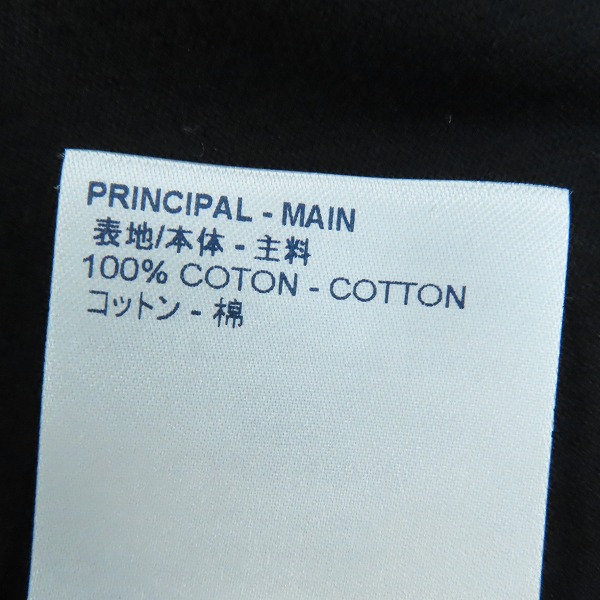 PRINCIPAL - MAIN
表地/本体 - 主料
100% COTON - COTTON
コットン - 棉